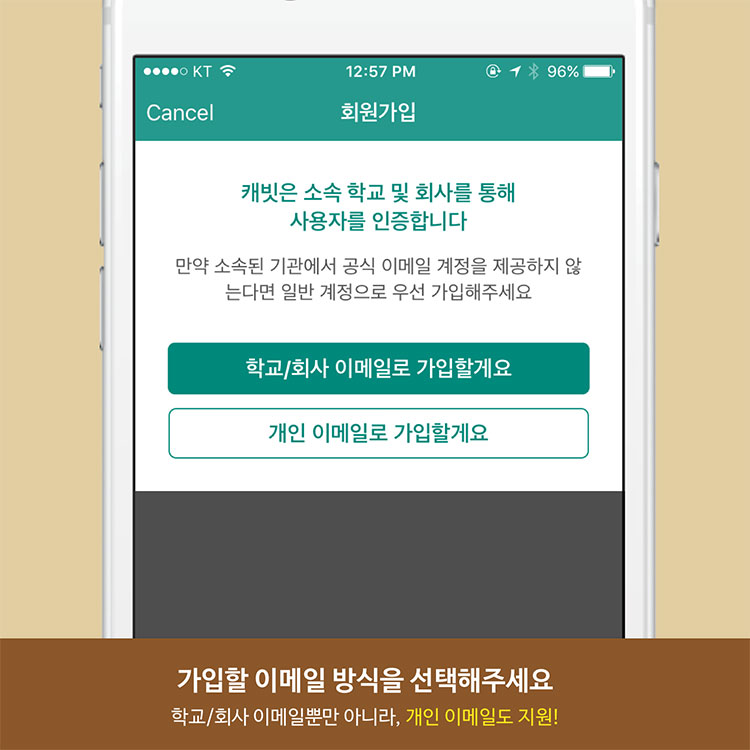 KT 12:57 PM 96%
Cancel 회원가입
캐빗은 소속 학교 및 회사를 통해
사용자를 인증합니다
만약 소속된 기관에서 공식 이메일 계정을 제공하지 않
는다면 일반 계정으로 우선 가입해주세요
학교/회사 이메일로 가입할게요
개인 이메일로 가입할게요
가입할 이메일 방식을 선택해주세요
학교/회사 이메일뿐만 아니라, 개인 이메일도 지원!